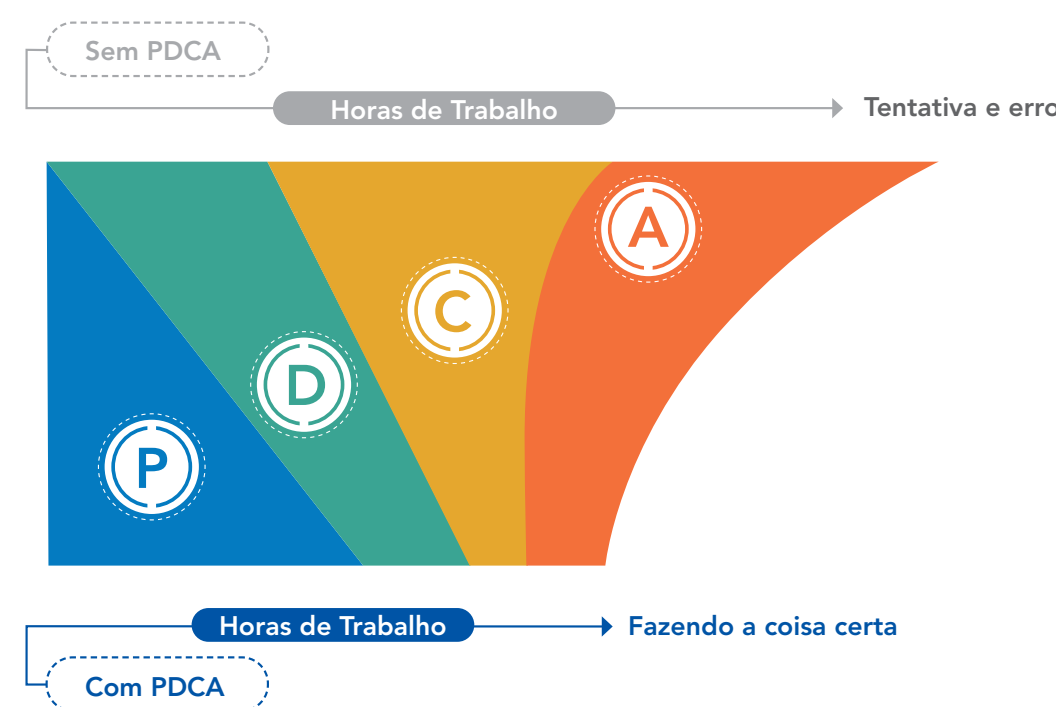 Sem PDCA
Horas de Trabalho
Tentativa e erro
A
C
D
P
Horas de Trabalho
Fazendo a coisa certa
Com PDCA